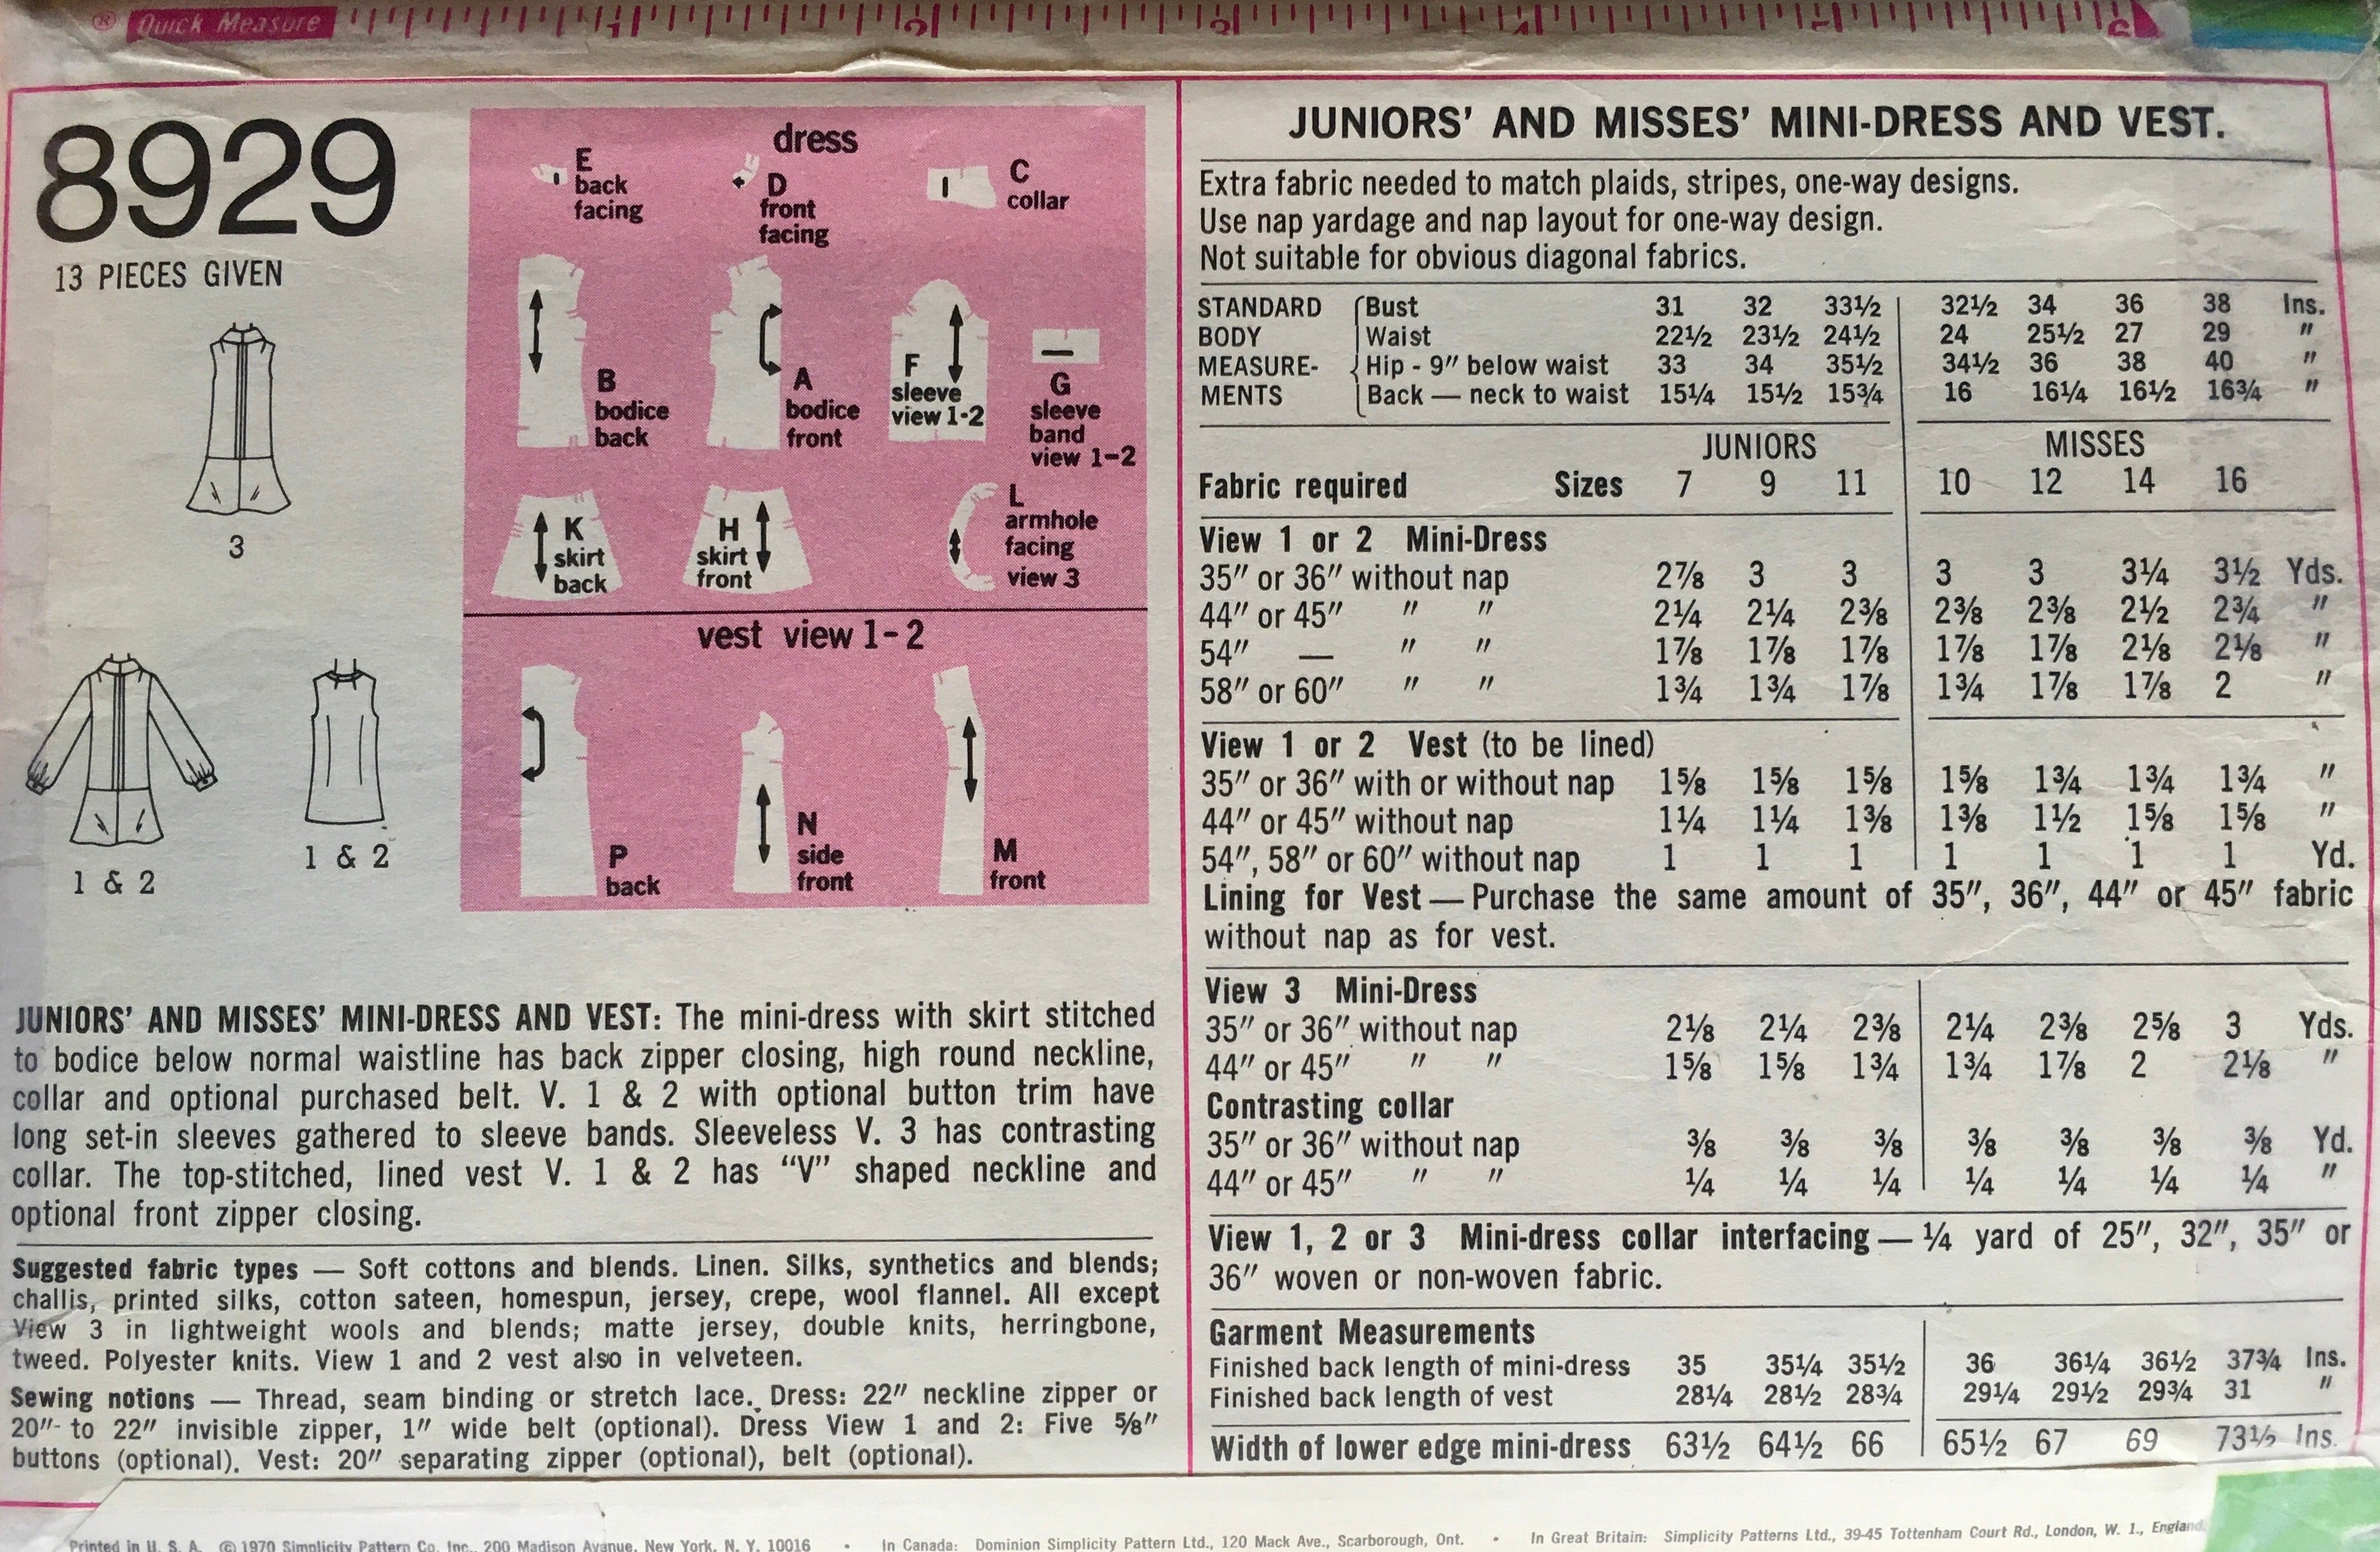 ® Quick Measure 1 2 3 4 5 6
8929
13 PIECES GIVEN
3
1 & 2
1 & 2
dress
E
back
facing
D
front
facing
C
collar
B
bodice
back
A
bodice
front
F
sleeve
view 1-2
G
sleeve
band
view 1-2
K
skirt
back
H
skirt
front
L
armhole
facing
view 3
vest view 1-2
P
back
N
side
front
M
front
JUNIORS' AND MISSES' MINI-DRESS AND VEST: The mini-dress with skirt stitched
to bodice below normal waistline has back zipper closing, high round neckline,
collar and optional purchased belt. V. 1 & 2 with optional button trim have
long set-in sleeves gathered to sleeve bands. Sleeveless V. 3 has contrasting
collar. The top-stitched, lined vest V. 1 & 2 has "V" shaped neckline and
optional front zipper closing.
Suggested fabric types — Soft cottons and blends. Linen. Silks, synthetics and blends;
challis, printed silks, cotton sateen, homespun, jersey, crepe, wool flannel. All except
View 3 in lightweight wools and blends; matte jersey, double knits, herringbone,
tweed. Polyester knits. View 1 and 2 vest also in velveteen.
Sewing notions — Thread, seam binding or stretch lace. Dress: 22" neckline zipper or
20"- to 22" invisible zipper, 1" wide belt (optional). Dress View 1 and 2: Five ⅝"
buttons (optional). Vest: 20" separating zipper (optional), belt (optional).
JUNIORS' AND MISSES' MINI-DRESS AND VEST.
Extra fabric needed to match plaids, stripes, one-way designs.
Use nap yardage and nap layout for one-way design.
Not suitable for obvious diagonal fabrics.
STANDARD Bust 31 32 33½ 32½ 34 36 38 Ins.
BODY Waist 22½ 23½ 24½ 24 25½ 27 29 "
MEASURE- Hip - 9" below waist 33 34 35½ 34½ 36 38 40 "
MENTS Back — neck to waist 15¼ 15½ 15¾ 16 16¼ 16½ 16¾ "
JUNIORS MISSES
Fabric required Sizes 7 9 11 10 12 14 16
View 1 or 2 Mini-Dress
35" or 36" without nap 2⅞ 3 3 3 3 3¼ 3½ Yds.
44" or 45" " " 2¼ 2¼ 2⅜ 2⅜ 2⅜ 2½ 2¾ "
54" — " " 1⅞ 1⅞ 1⅞ 1⅞ 1⅞ 2⅛ 2⅛ "
58" or 60" " " 1¾ 1¾ 1⅞ 1¾ 1⅞ 1⅞ 2 "
View 1 or 2 Vest (to be lined)
35" or 36" with or without nap 1⅝ 1⅝ 1⅝ 1⅝ 1¾ 1¾ 1¾ "
44" or 45" without nap 1¼ 1¼ 1⅜ 1⅜ 1½ 1⅝ 1⅝ "
54", 58" or 60" without nap 1 1 1 1 1 1 1 Yd.
Lining for Vest — Purchase the same amount of 35", 36", 44" or 45" fabric
without nap as for vest.
View 3 Mini-Dress
35" or 36" without nap 2⅛ 2¼ 2⅜ 2¼ 2⅜ 2⅝ 3 Yds.
44" or 45" " " 1⅝ 1⅝ 1¾ 1¾ 1⅞ 2 2⅛ "
Contrasting collar
35" or 36" without nap ⅜ ⅜ ⅜ ⅜ ⅜ ⅜ ⅜ Yd.
44" or 45" " " ¼ ¼ ¼ ¼ ¼ ¼ ¼ "
View 1, 2 or 3 Mini-dress collar interfacing — ¼ yard of 25", 32", 35" or
36" woven or non-woven fabric.
Garment Measurements
Finished back length of mini-dress 35 35¼ 35½ 36 36¼ 36½ 37¾ Ins.
Finished back length of vest 28¼ 28½ 28¾ 29¼ 29½ 29¾ 31 "
Width of lower edge mini-dress 63½ 64½ 66 65½ 67 69 73½ Ins.
Printed in U. S. A. © 1970 Simplicity Pattern Co. Inc., 200 Madison Avenue, New York, N. Y. 10016 • In Canada: Dominion Simplicity Pattern Ltd., 120 Mack Ave., Scarborough, Ont. • In Great Britain: Simplicity Patterns Ltd., 39-45 Tottenham Court Rd., London, W. 1., England.